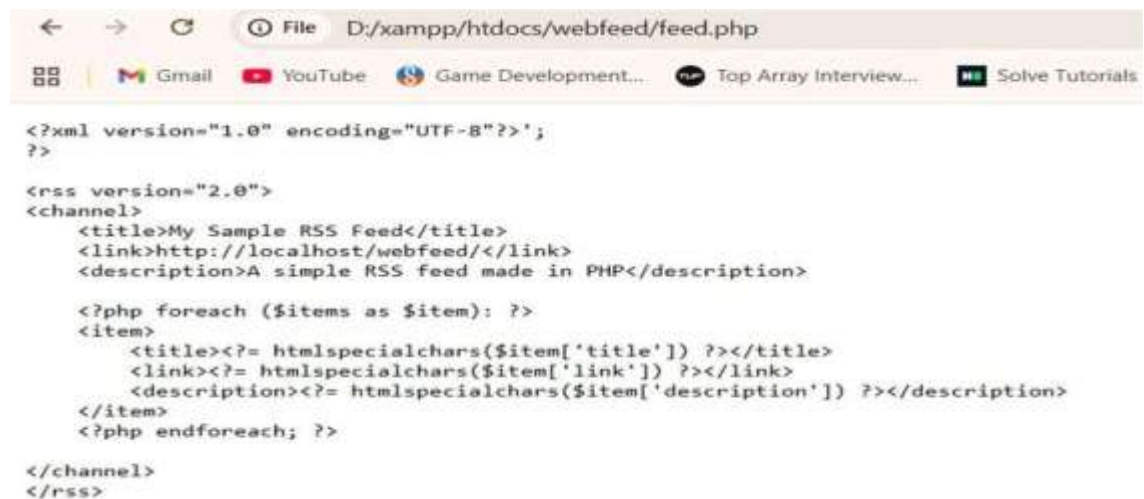 File D:/xampp/htdocs/webfeed/feed.php
Gmail YouTube Game Development... Top Array Interview... Solve Tutorials
<?xml version="1.0" encoding="UTF-8"?>';
?>
<rss version="2.0">
<channel>
<title>My Sample RSS Feed</title>
<link>http://localhost/webfeed/</link>
<description>A simple RSS feed made in PHP</description>
<?php foreach ($items as $item): ?>
<item>
<title><?= htmlspecialchars($item['title']) ?></title>
<link><?= htmlspecialchars($item['link']) ?></link>
<description><?= htmlspecialchars($item['description']) ?></description>
</item>
<?php endforeach; ?>
</channel>
</rss>